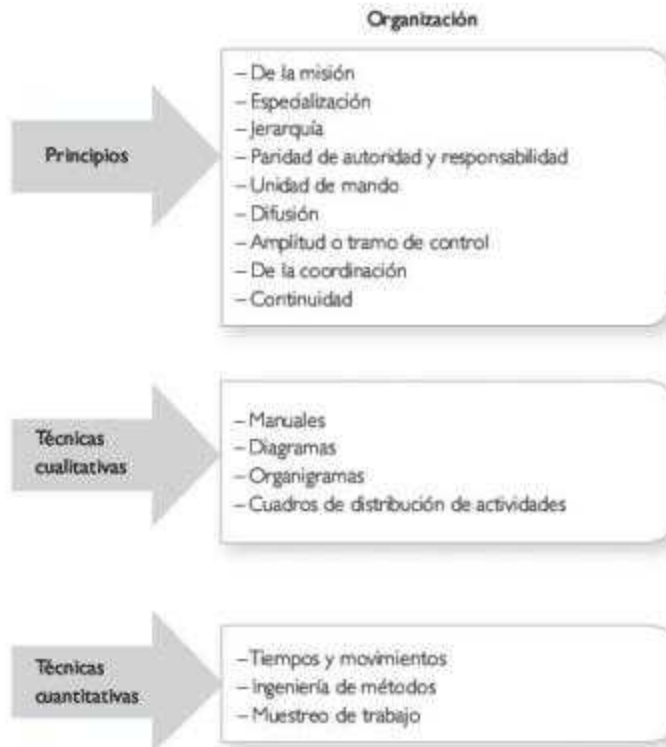 Organización
Principios
– De la misión
– Especialización
– Jerarquía
– Paridad de autoridad y responsabilidad
– Unidad de mando
– Difusión
– Amplitud o tramo de control
– De la coordinación
– Continuidad
Técnicas
cualitativas
– Manuales
– Diagramas
– Organigramas
– Cuadros de distribución de actividades
Técnicas
cuantitativas
– Tiempos y movimientos
– Ingeniería de métodos
– Muestreo de trabajo